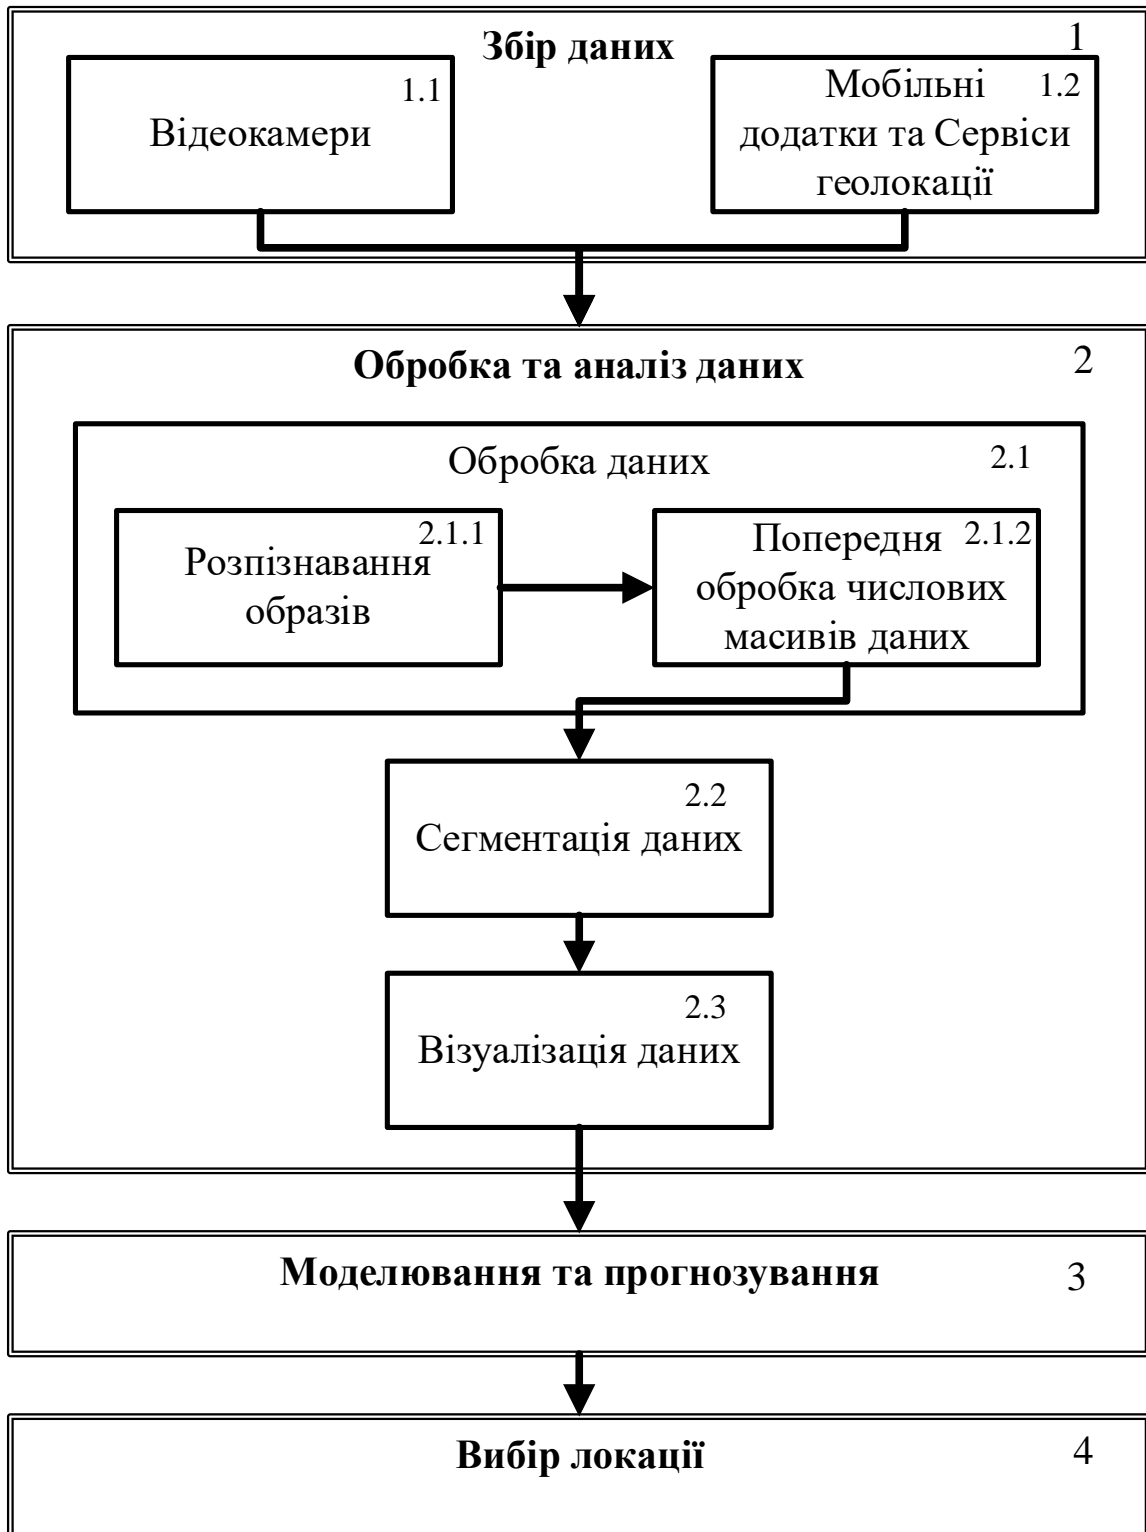 Збір даних
1
1.1
Відеокамери
Мобільні
1.2
додатки та Сервіси
геолокації
Обробка та аналіз даних
2
Обробка даних
2.1
2.1.1
Розпізнавання
образів
Попередня
2.1.2
обробка числових
масивів даних
2.2
Сегментація даних
2.3
Візуалізація даних
Моделювання та прогнозування
3
Вибір локації
4